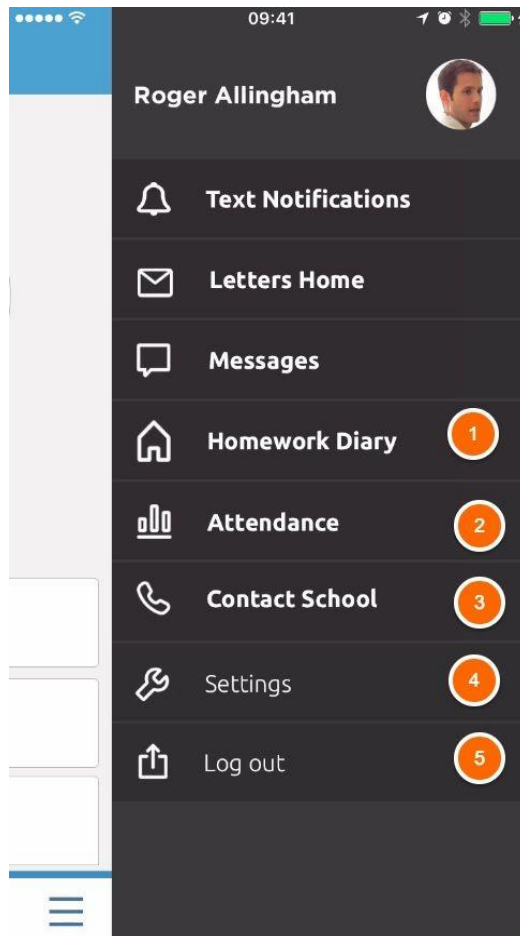 09:41
Roger Allingham
Text Notifications
Letters Home
Messages
Homework Diary 1
Attendance 2
Contact School 3
Settings 4
Log out 5